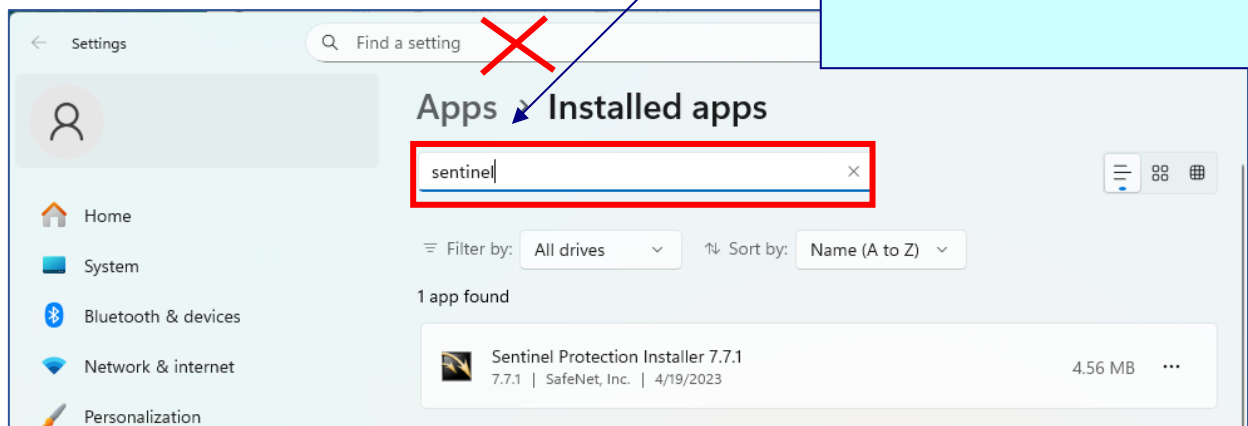 Settings
Find a setting
Apps › Installed apps
sentinel
Home
System
Bluetooth & devices
Network & internet
Personalization
Filter by: All drives
Sort by: Name (A to Z)
1 app found
Sentinel Protection Installer 7.7.1
7.7.1 | SafeNet, Inc. | 4/19/2023
4.56 MB